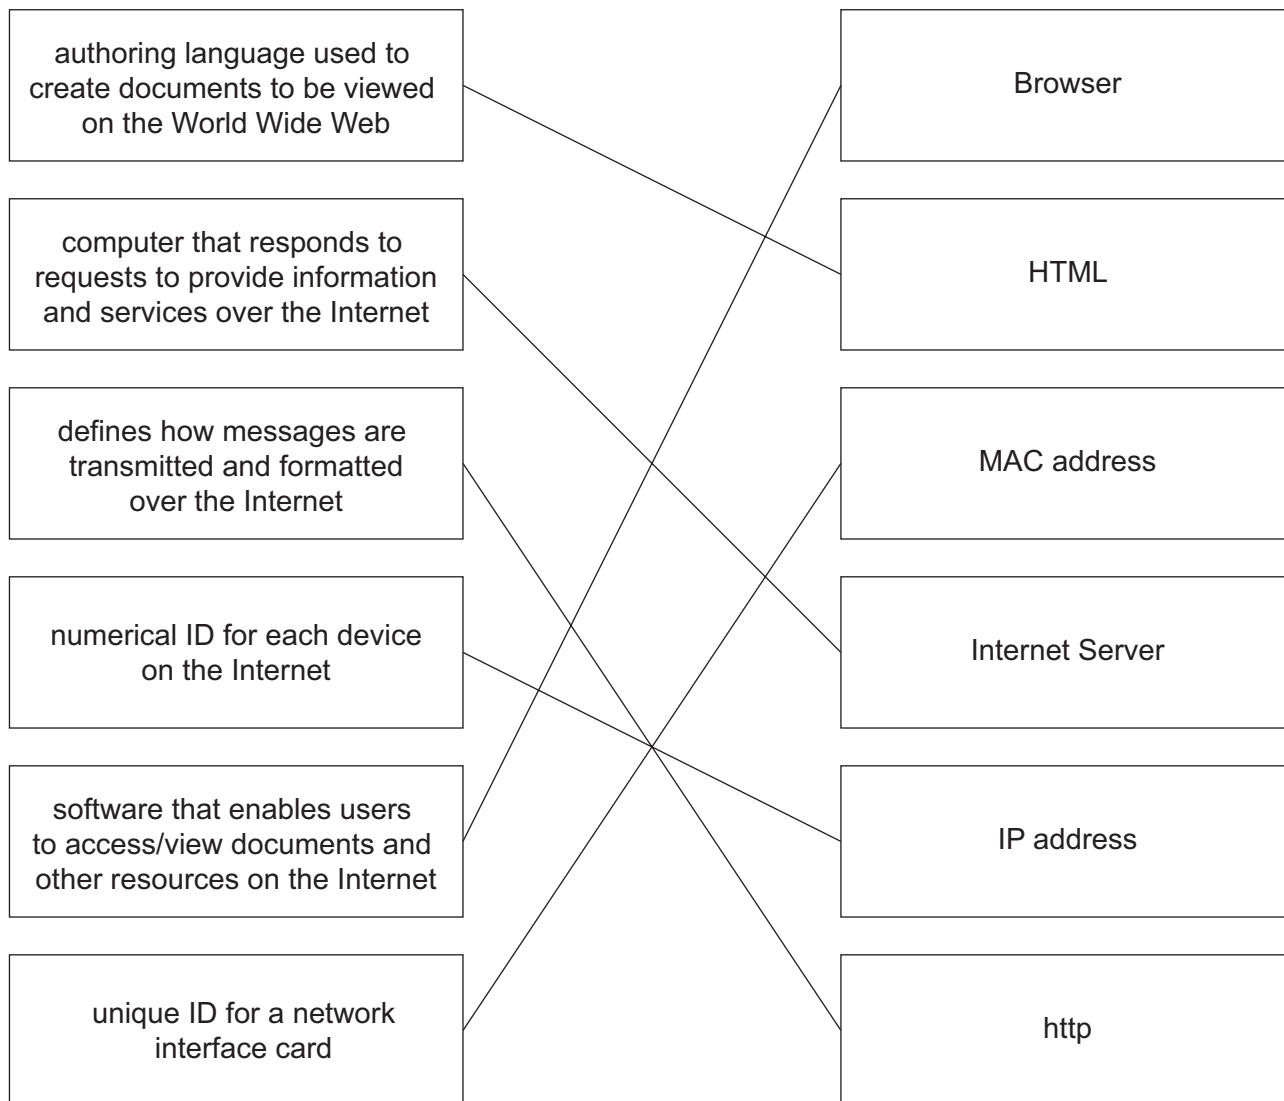 authoring language used to
create documents to be viewed
on the World Wide Web
Browser
computer that responds to
requests to provide information
and services over the Internet
HTML
defines how messages are
transmitted and formatted
over the Internet
MAC address
numerical ID for each device
on the Internet
Internet Server
software that enables users
to access/view documents and
other resources on the Internet
IP address
unique ID for a network
interface card
http